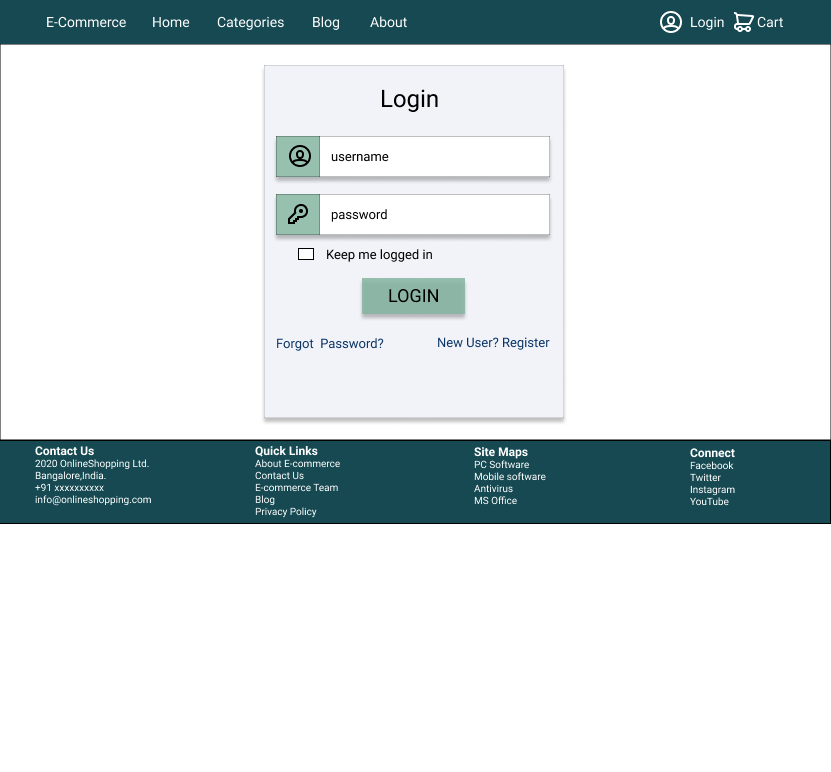 E-Commerce Home Categories Blog About Login Cart
Login
username
password
Keep me logged in
LOGIN
Forgot Password? New User? Register
Contact Us
2020 OnlineShopping Ltd.
Bangalore,India.
+91 xxxxxxxxxx
info@onlineshopping.com
Quick Links
About E-commerce
Contact Us
E-commerce Team
Blog
Privacy Policy
Site Maps
PC Software
Mobile software
Antivirus
MS Office
Connect
Facebook
Twitter
Instagram
YouTube